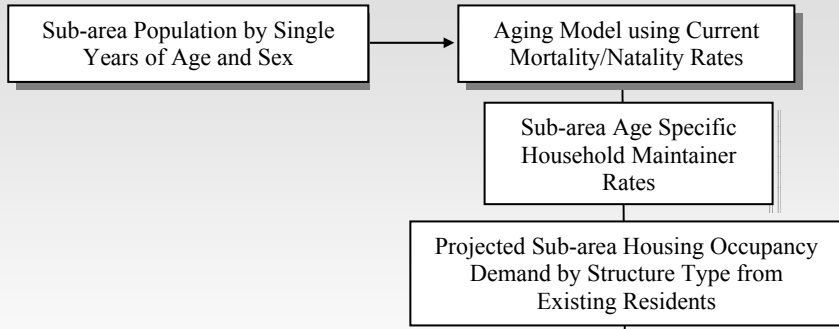 Sub-area Population by Single
Years of Age and Sex
Aging Model using Current
Mortality/Natality Rates
Sub-area Age Specific
Household Maintainer
Rates
Projected Sub-area Housing Occupancy
Demand by Structure Type from
Existing Residents